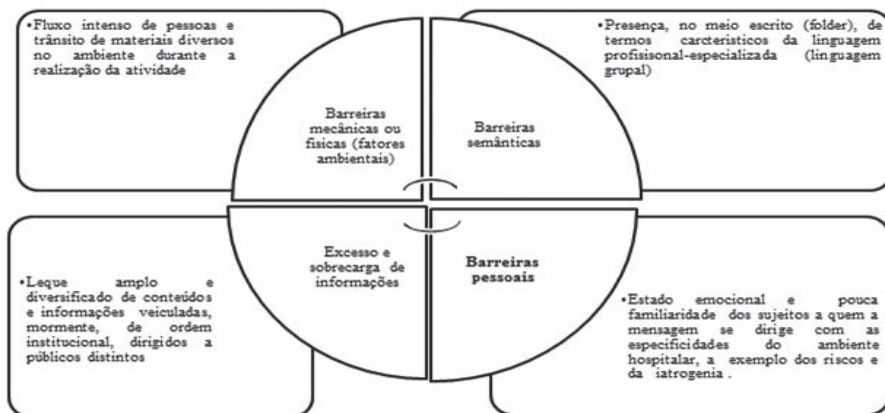 •Fluxo intenso de pessoas e
trânsito de materiais diversos
no ambiente durante a
realização da atividade
•Presença, no meio escrito (folder), de
termos carcterísticos da linguagem
profisisonal-especializada (linguagem
grupal)
Barreiras
mecânicas ou
físicas (fatores
ambientais)
Barreiras
semânticas
Excesso e
sobrecarga de
informações
Barreiras
pessoais
•Leque amplo e
diversificado de conteúdos
e informações veiculadas,
mormente, de ordem
institucional, dirigidos a
públicos distintos
•Estado emocional e pouca
familiaridade dos sujeitos a quem a
mensagem se dirige com as
especificidades do ambiente
hospitalar, a exemplo dos riscos e
da iatrogenia .